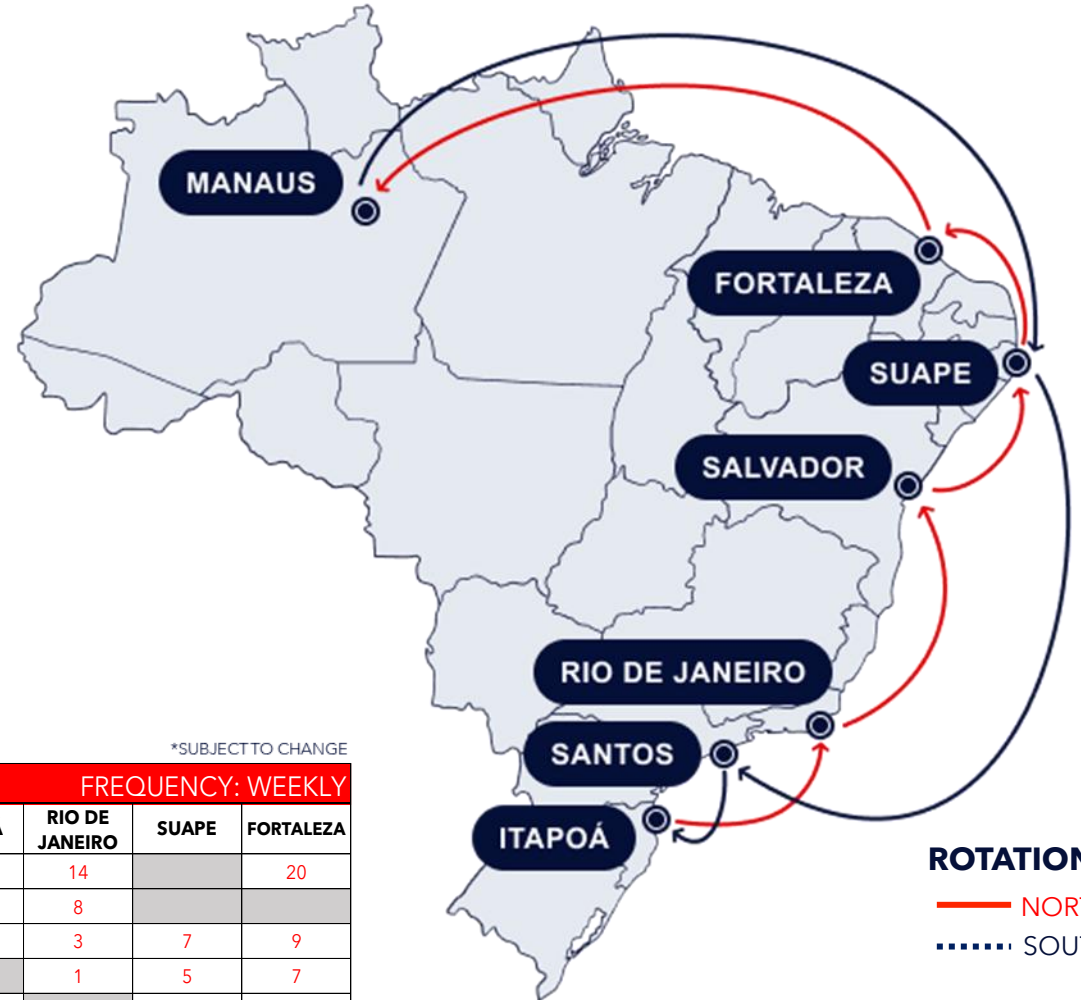 MANAUS
FORTALEZA
SUAPE
SALVADOR
RIO DE JANEIRO
SANTOS
ITAPOÁ
*SUBJECT TO CHANGE
FREQUENCY: WEEKLY
RIO DE JANEIRO SUAPE FORTALEZA
14 20
8
3 7 9
1 5 7
ROTATION